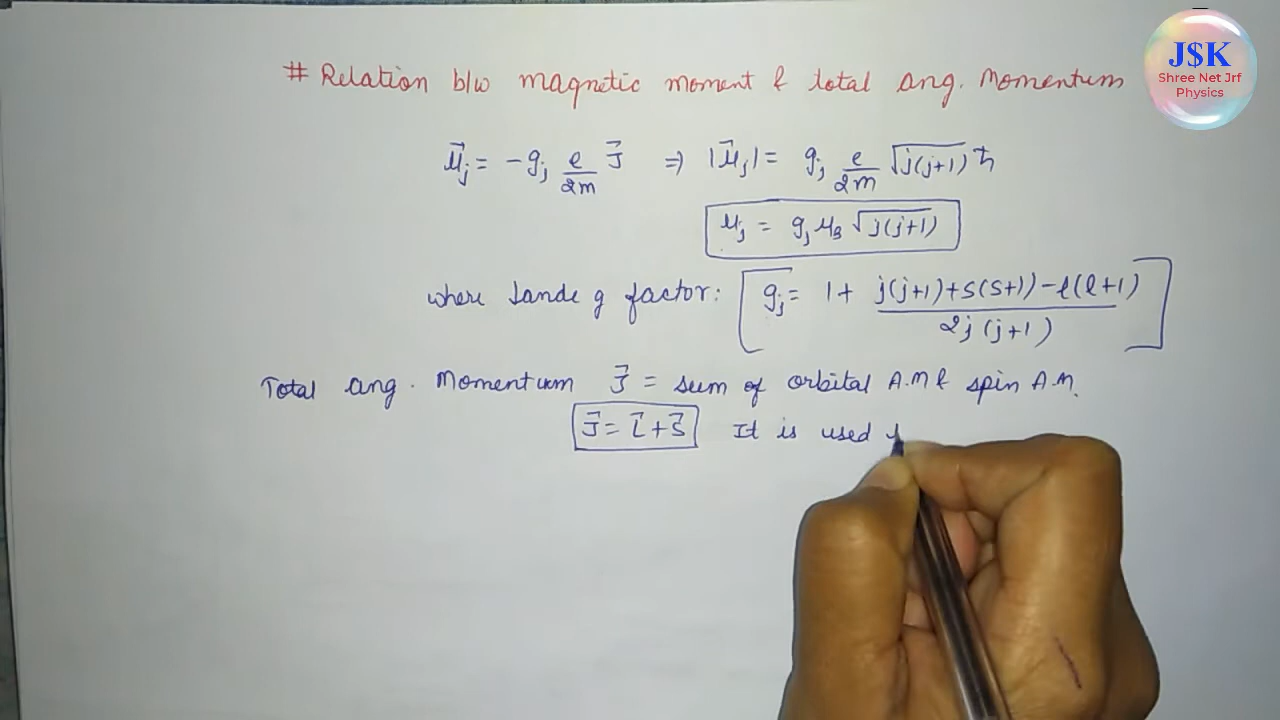 JSK
Shree Net Jrf
Physics
# Relation b/w magnetic moment & total ang. Momentum
μ⃗j = -gj e/2m J⃗ ⇒ |μ⃗j| = gj e/2m √j(j+1) ħ
μj = gj μB √j(j+1)
where Lande g factor: [gj = 1 + j(j+1)+s(s+1)-l(l+1) / 2j(j+1)]
Total ang. Momentum J⃗ = sum of orbital A.M & spin A.M.
J⃗ = L⃗ + S⃗ It is used